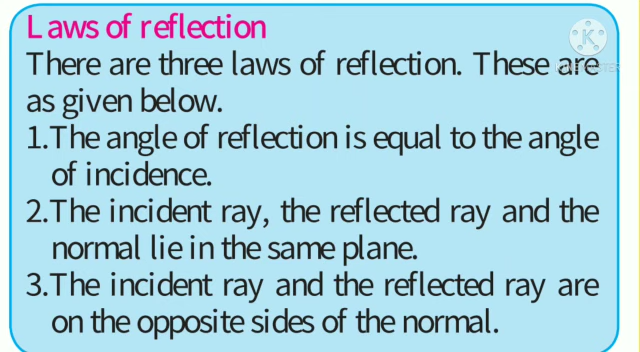 Laws of reflection
There are three laws of reflection. These are
as given below.
1.The angle of reflection is equal to the angle
of incidence.
2.The incident ray, the reflected ray and the
normal lie in the same plane.
3.The incident ray and the reflected ray are
on the opposite sides of the normal.